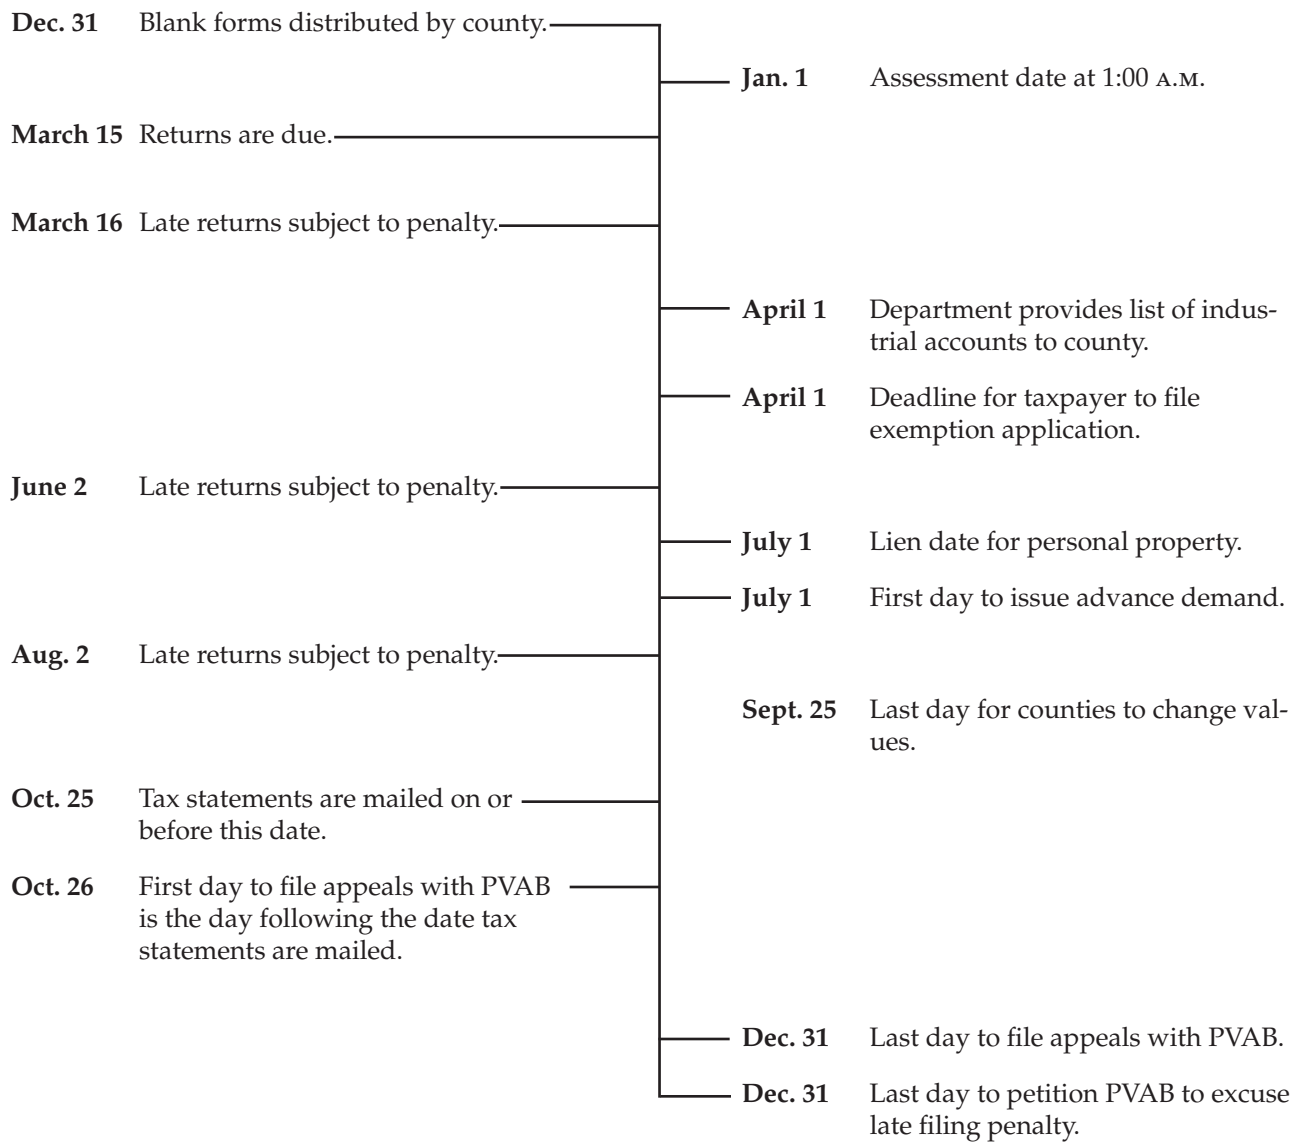 Dec. 31 Blank forms distributed by county.
Jan. 1 Assessment date at 1:00 A.M.
March 15 Returns are due.
March 16 Late returns subject to penalty.
April 1 Department provides list of indus-
trial accounts to county.
April 1 Deadline for taxpayer to file
exemption application.
June 2 Late returns subject to penalty.
July 1 Lien date for personal property.
July 1 First day to issue advance demand.
Aug. 2 Late returns subject to penalty.
Sept. 25 Last day for counties to change val-
ues.
Oct. 25 Tax statements are mailed on or
before this date.
Oct. 26 First day to file appeals with PVAB
is the day following the date tax
statements are mailed.
Dec. 31 Last day to file appeals with PVAB.
Dec. 31 Last day to petition PVAB to excuse
late filing penalty.